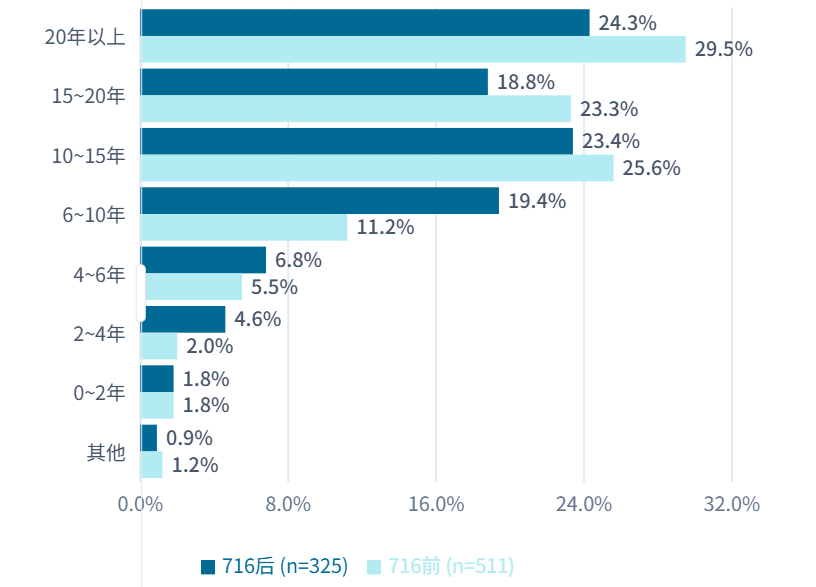 20年以上
24.3%
29.5%
15~20年
18.8%
23.3%
10~15年
23.4%
25.6%
6~10年
19.4%
11.2%
4~6年
6.8%
5.5%
2~4年
4.6%
2.0%
0~2年
1.8%
1.8%
其他
0.9%
1.2%
0.0% 8.0% 16.0% 24.0% 32.0%
716后 (n=325) 716前 (n=511)